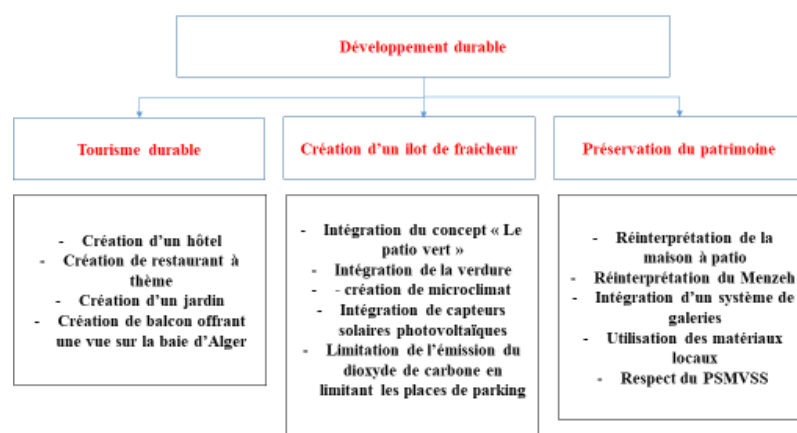 Développement durable
Tourisme durable
Création d’un îlot de fraicheur
Préservation du patrimoine
- Création d’un hôtel
- Création de restaurant à
thème
- Création d’un jardin
- Création de balcon offrant
une vue sur la baie d’Alger
- Intégration du concept « Le
patio vert »
- Intégration de la verdure
- - création de microclimat
- Intégration de capteurs
solaires photovoltaïques
- Limitation de l’émission du
dioxyde de carbone en
limitant les places de parking
- Réinterprétation de la
maison à patio
- Réinterprétation du Menzeh
- Intégration d’un système de
galeries
- Utilisation des matériaux
locaux
- Respect du PSMVSS